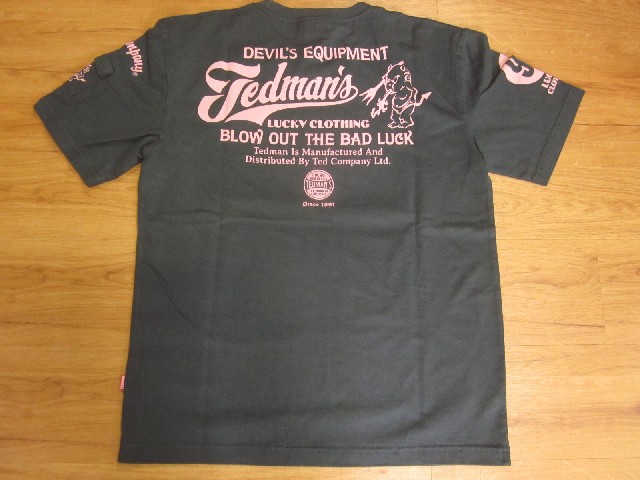 DEVIL'S EQUIPMENT
Tedman's
LUCKY CLOTHING
BLOW OUT THE BAD LUCK
Tedman Is Manufactured And
Distributed By Ted Company Ltd.
TEDMAN'S